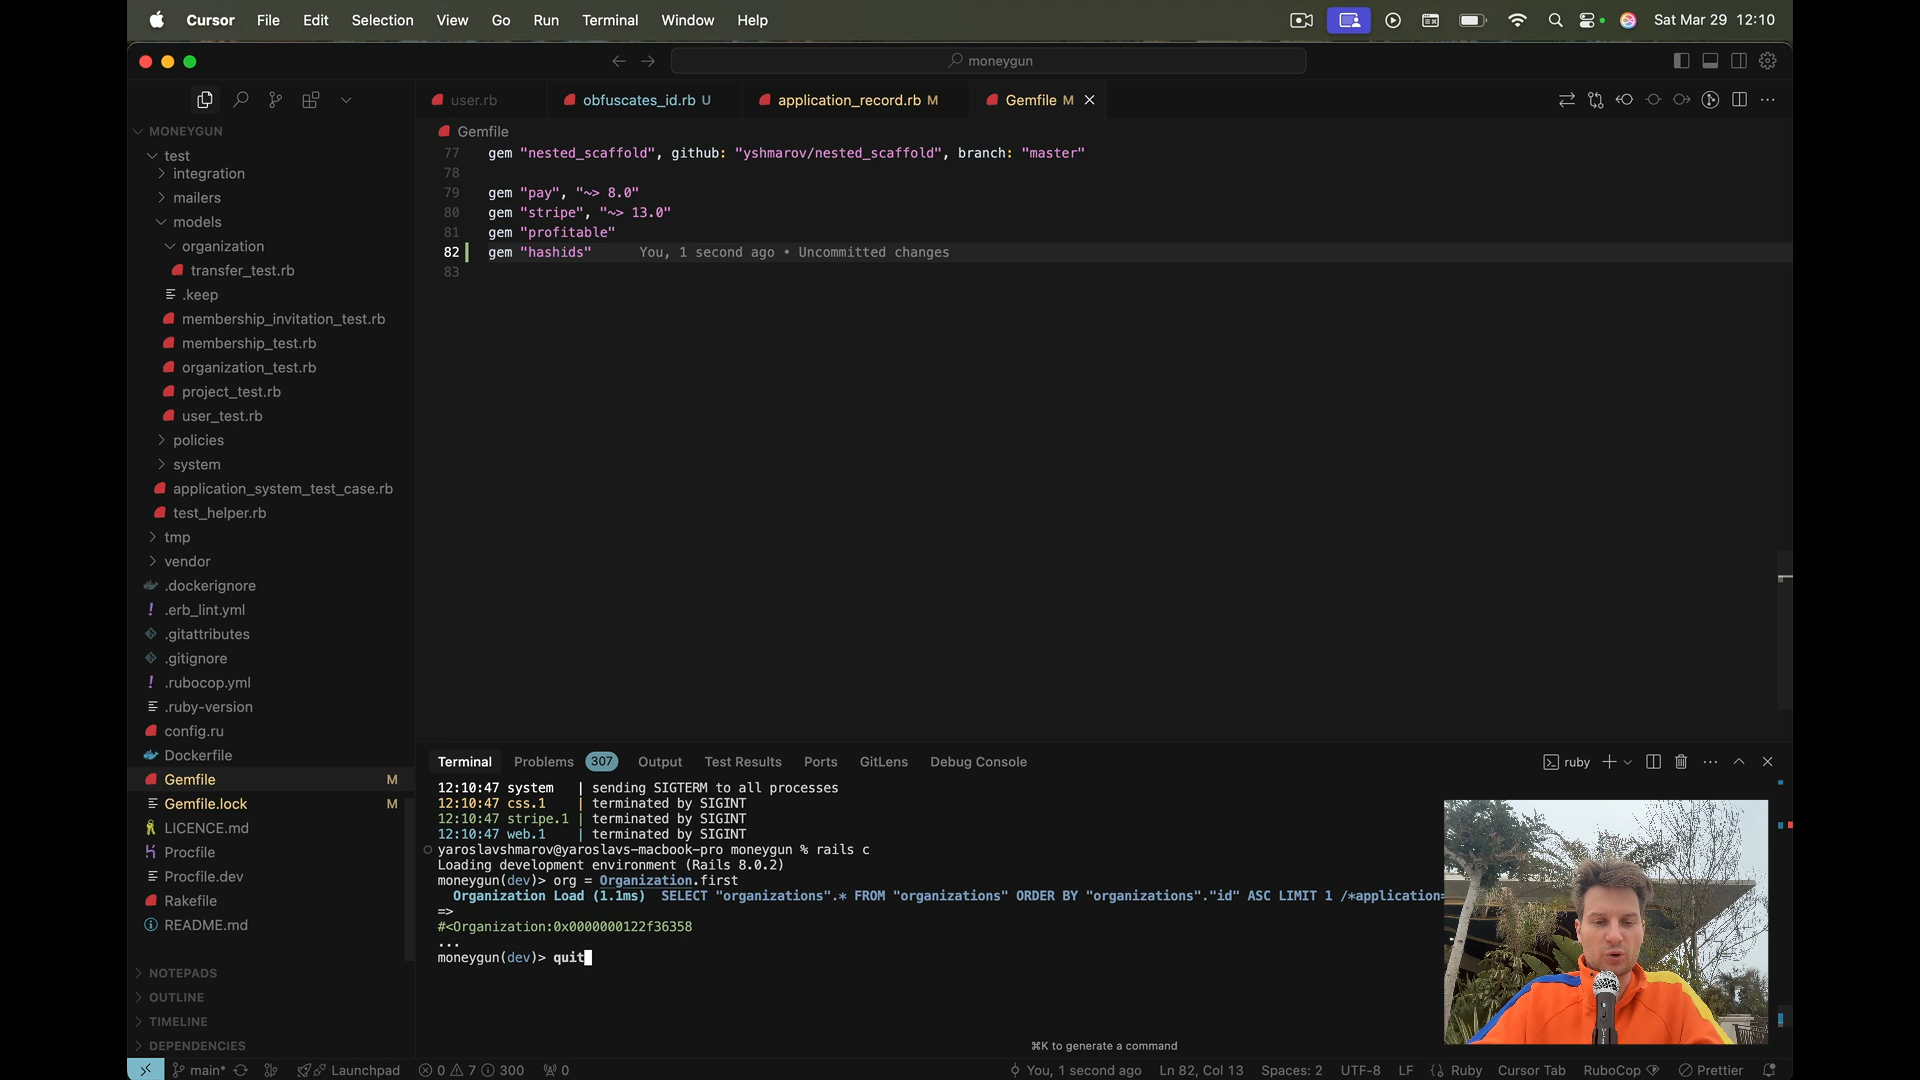 Cursor File Edit Selection View Go Run Terminal Window Help Sat Mar 29 12:10
moneygun
user.rb obfuscates_id.rb U application_record.rb M Gemfile M
MONEYGUN
test
integration
mailers
models
organization
transfer_test.rb
.keep
membership_invitation_test.rb
membership_test.rb
organization_test.rb
project_test.rb
user_test.rb
policies
system
application_system_test_case.rb
test_helper.rb
tmp
vendor
.dockerignore
.erb_lint.yml
.gitattributes
.gitignore
.rubocop.yml
.ruby-version
config.ru
Dockerfile
Gemfile M
Gemfile.lock M
LICENCE.md
Procfile
Procfile.dev
Rakefile
README.md
NOTEPADS
OUTLINE
TIMELINE
DEPENDENCIES
Gemfile
77 gem "nested_scaffold", github: "yshmarov/nested_scaffold", branch: "master"
78
79 gem "pay", "~> 8.0"
80 gem "stripe", "~> 13.0"
81 gem "profitable"
82 gem "hashids" You, 1 second ago • Uncommitted changes
83
Terminal Problems 307 Output Test Results Ports GitLens Debug Console ruby
12:10:47 system | sending SIGTERM to all processes
12:10:47 css.1 | terminated by SIGINT
12:10:47 stripe.1 | terminated by SIGINT
12:10:47 web.1 | terminated by SIGINT
yaroslavshmarov@yaroslavs-macbook-pro moneygun % rails c
Loading development environment (Rails 8.0.2)
moneygun(dev)> org = Organization.first
Organization Load (1.1ms) SELECT "organizations".* FROM "organizations" ORDER BY "organizations"."id" ASC LIMIT 1 /*application=
=>
#<Organization:0x0000000122f36358
...
moneygun(dev)> quit
⌘K to generate a command
main* Launchpad 0 7 300 0 You, 1 second ago Ln 82, Col 13 Spaces: 2 UTF-8 LF Ruby Cursor Tab RuboCop Prettier